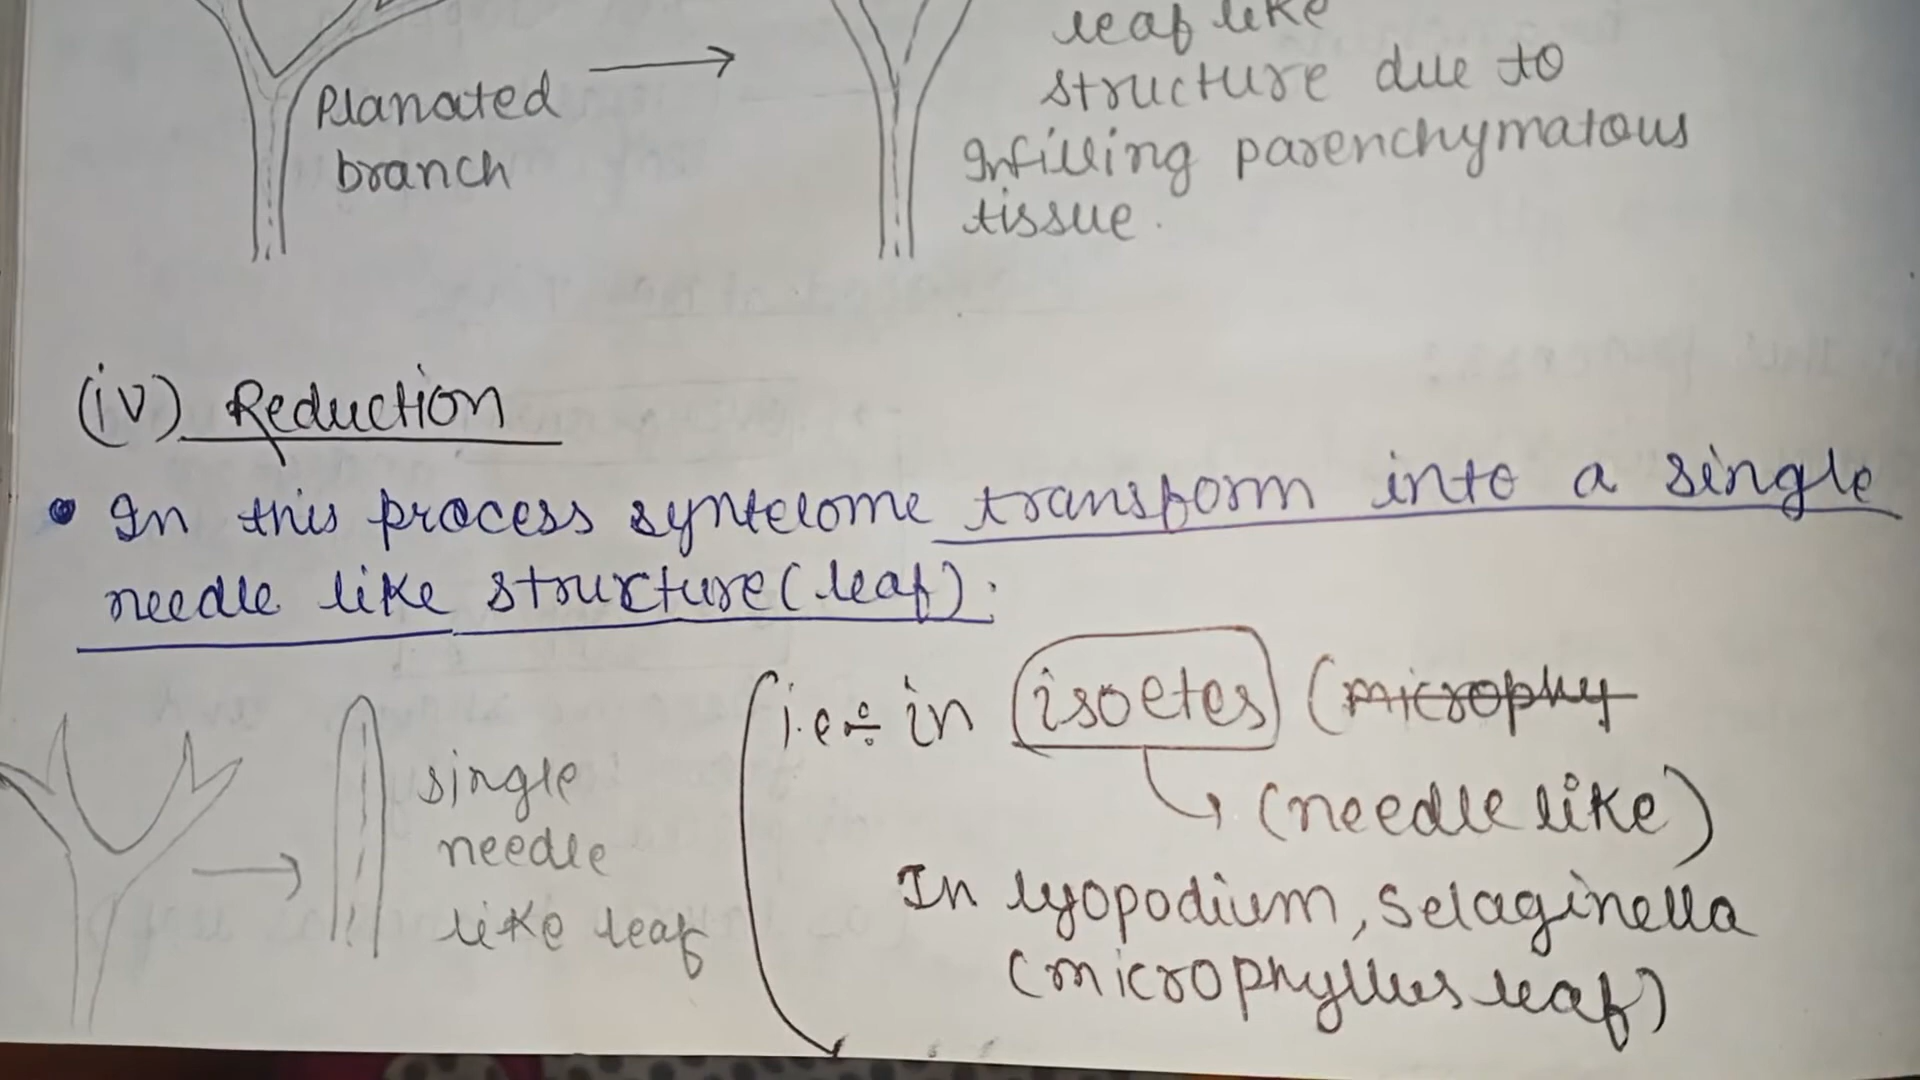 leaf like
Planated
structure due to
branch
Infilling parenchymatous
tissue.
(iv) Reduction
• In this process syntelome transform into a single
needle like structure (leaf).
single
needle
like leaf
i.e÷ in isoetes (microphy
(needle like)
In lyopodium, Selaginella
(microphyllus leaf)